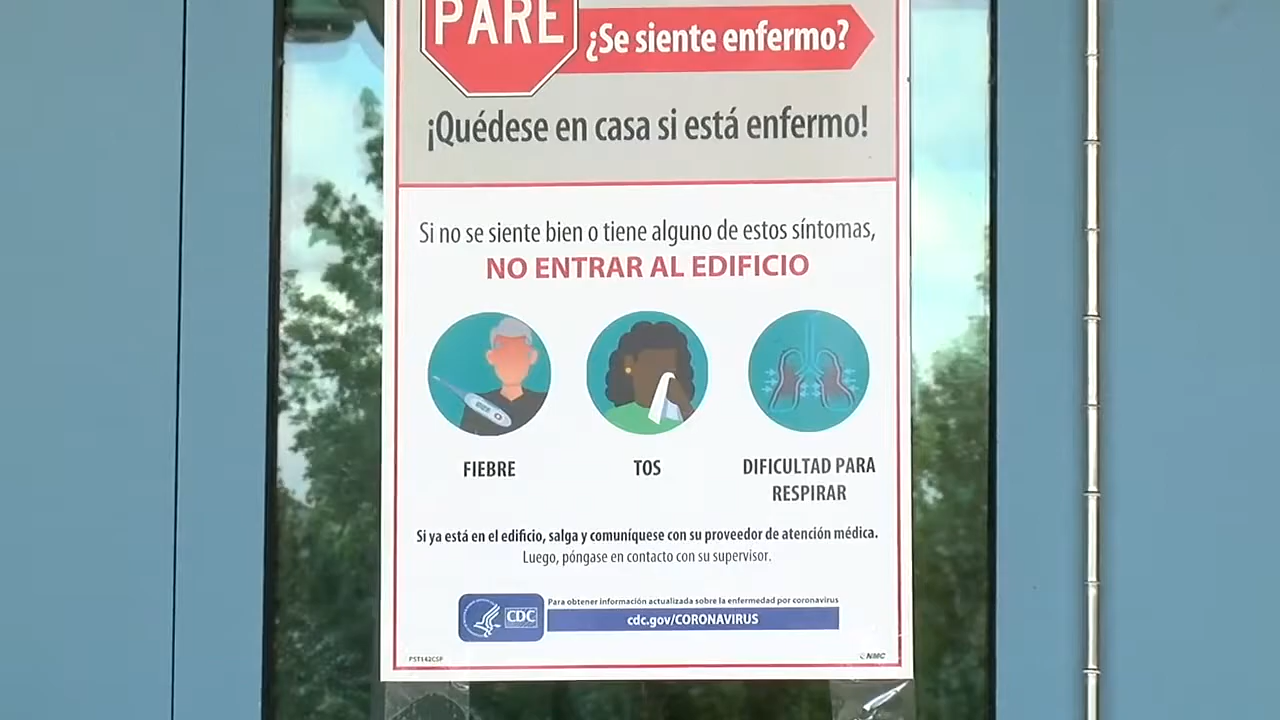 PARE
¿Se siente enfermo?
¡Quédese en casa si está enfermo!
Si no se siente bien o tiene alguno de estos síntomas,
NO ENTRAR AL EDIFICIO
FIEBRE
TOS
DIFICULTAD PARA
RESPIRAR
Si ya está en el edificio, salga y comuníquese con su proveedor de atención médica.
Luego, póngase en contacto con su supervisor.
Para obtener información actualizada sobre la enfermedad por coronavirus
CDC
cdc.gov/CORONAVIRUS
PST142CSP
NMC